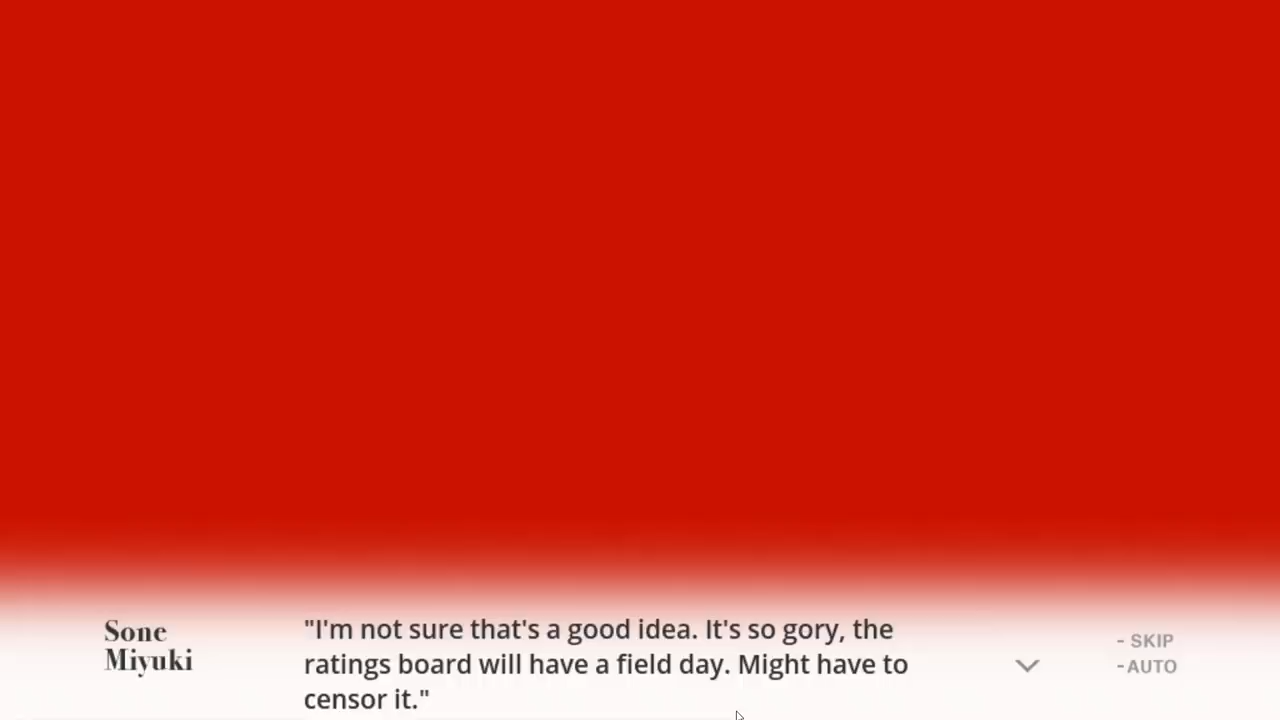 Sone
Miyuki
"I'm not sure that's a good idea. It's so gory, the
ratings board will have a field day. Might have to
censor it."
- SKIP
-AUTO